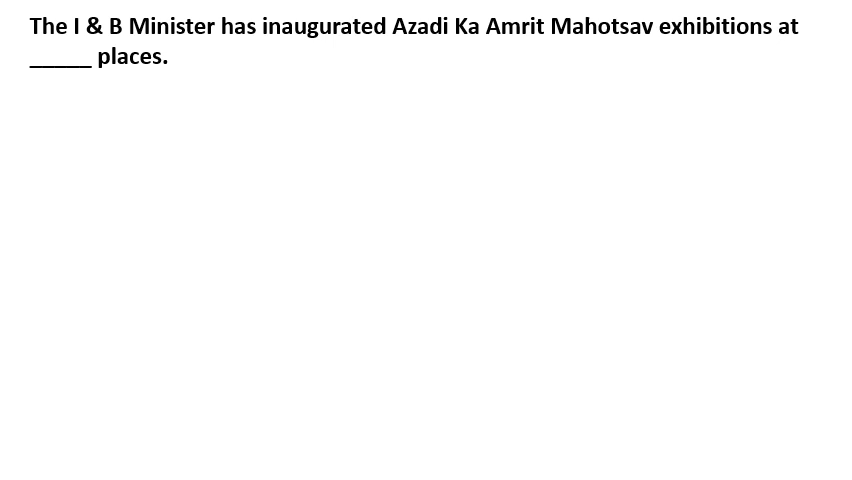 The I & B Minister has inaugurated Azadi Ka Amrit Mahotsav exhibitions at
_____ places.